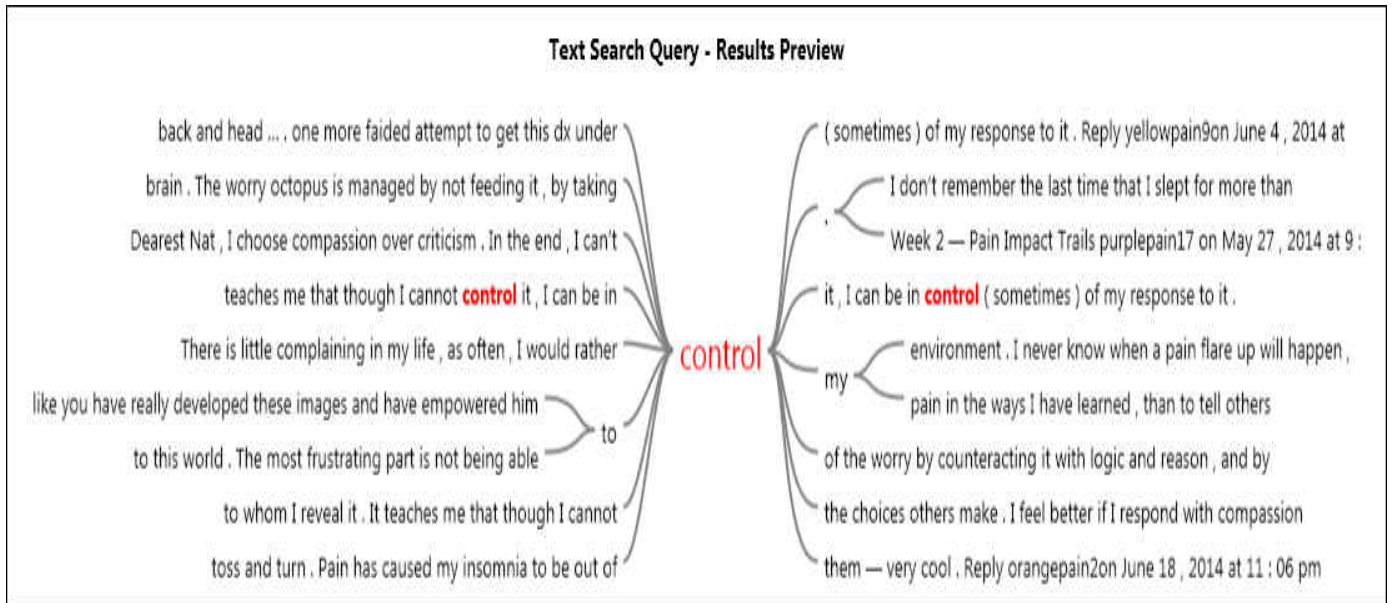 Text Search Query - Results Preview
back and head ... . one more faided attempt to get this dx under
brain . The worry octopus is managed by not feeding it , by taking
Dearest Nat , I choose compassion over criticism . In the end , I can't
teaches me that though I cannot control it , I can be in
There is little complaining in my life , as often , I would rather
like you have really developed these images and have empowered him
to this world . The most frustrating part is not being able
to
to whom I reveal it . It teaches me that though I cannot
toss and turn . Pain has caused my insomnia to be out of
control
( sometimes ) of my response to it . Reply yellowpain9on June 4 , 2014 at
.
I don't remember the last time that I slept for more than
Week 2 — Pain Impact Trails purplepain17 on May 27 , 2014 at 9 :
it , I can be in control ( sometimes ) of my response to it .
my
environment . I never know when a pain flare up will happen ,
pain in the ways I have learned , than to tell others
of the worry by counteracting it with logic and reason , and by
the choices others make . I feel better if I respond with compassion
them — very cool . Reply orangepain2on June 18 , 2014 at 11 : 06 pm